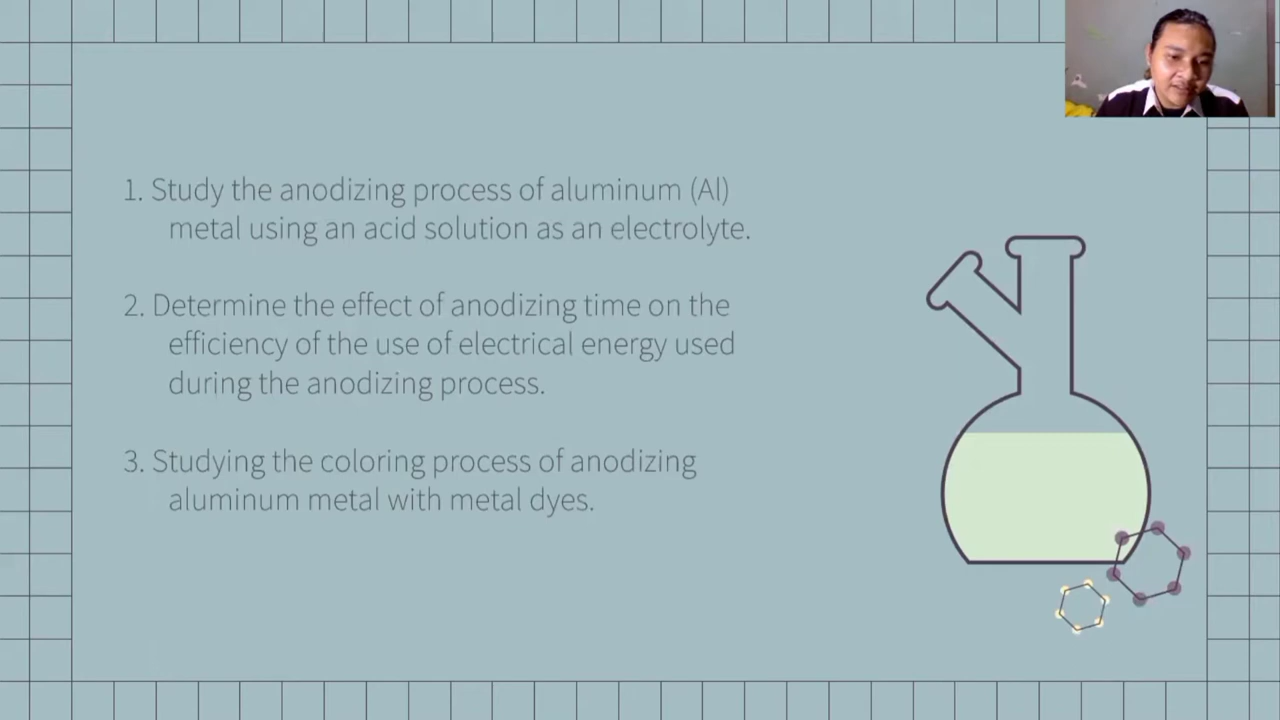 1. Study the anodizing process of aluminum (Al)
metal using an acid solution as an electrolyte.
2. Determine the effect of anodizing time on the
efficiency of the use of electrical energy used
during the anodizing process.
3. Studying the coloring process of anodizing
aluminum metal with metal dyes.